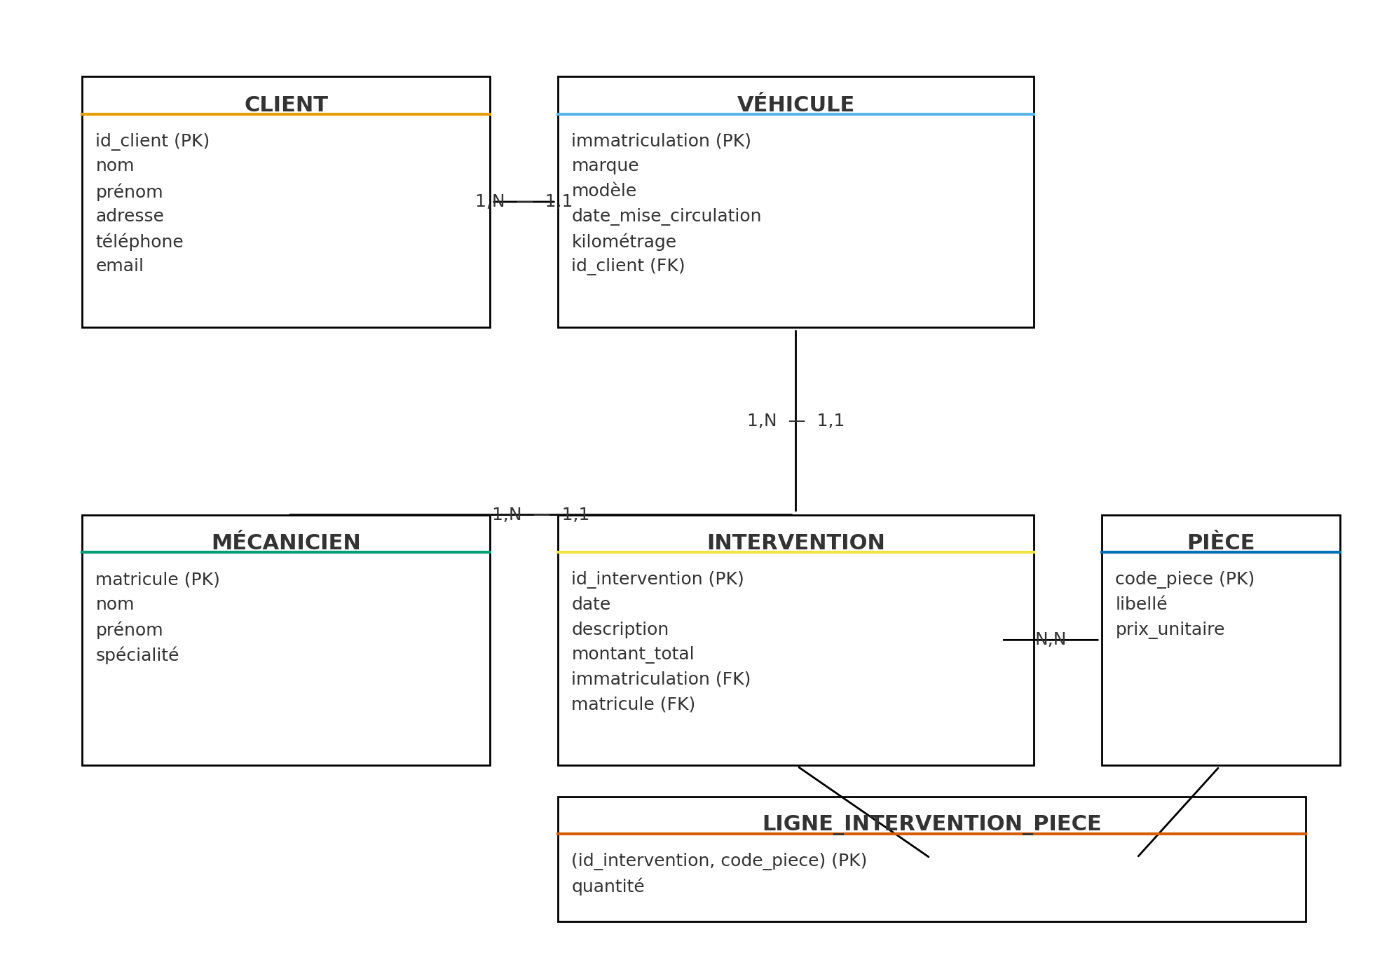 CLIENT
id_client (PK)
nom
prénom
adresse
téléphone
email
1,N — 1,1
VÉHICULE
immatriculation (PK)
marque
modèle
date_mise_circulation
kilométrage
id_client (FK)
1,N — 1,1
1,N — 1,1
MÉCANICIEN
matricule (PK)
nom
prénom
spécialité
INTERVENTION
id_intervention (PK)
date
description
montant_total
immatriculation (FK)
matricule (FK)
N,N
PIÈCE
code_piece (PK)
libellé
prix_unitaire
LIGNE_INTERVENTION_PIECE
(id_intervention, code_piece) (PK)
quantité